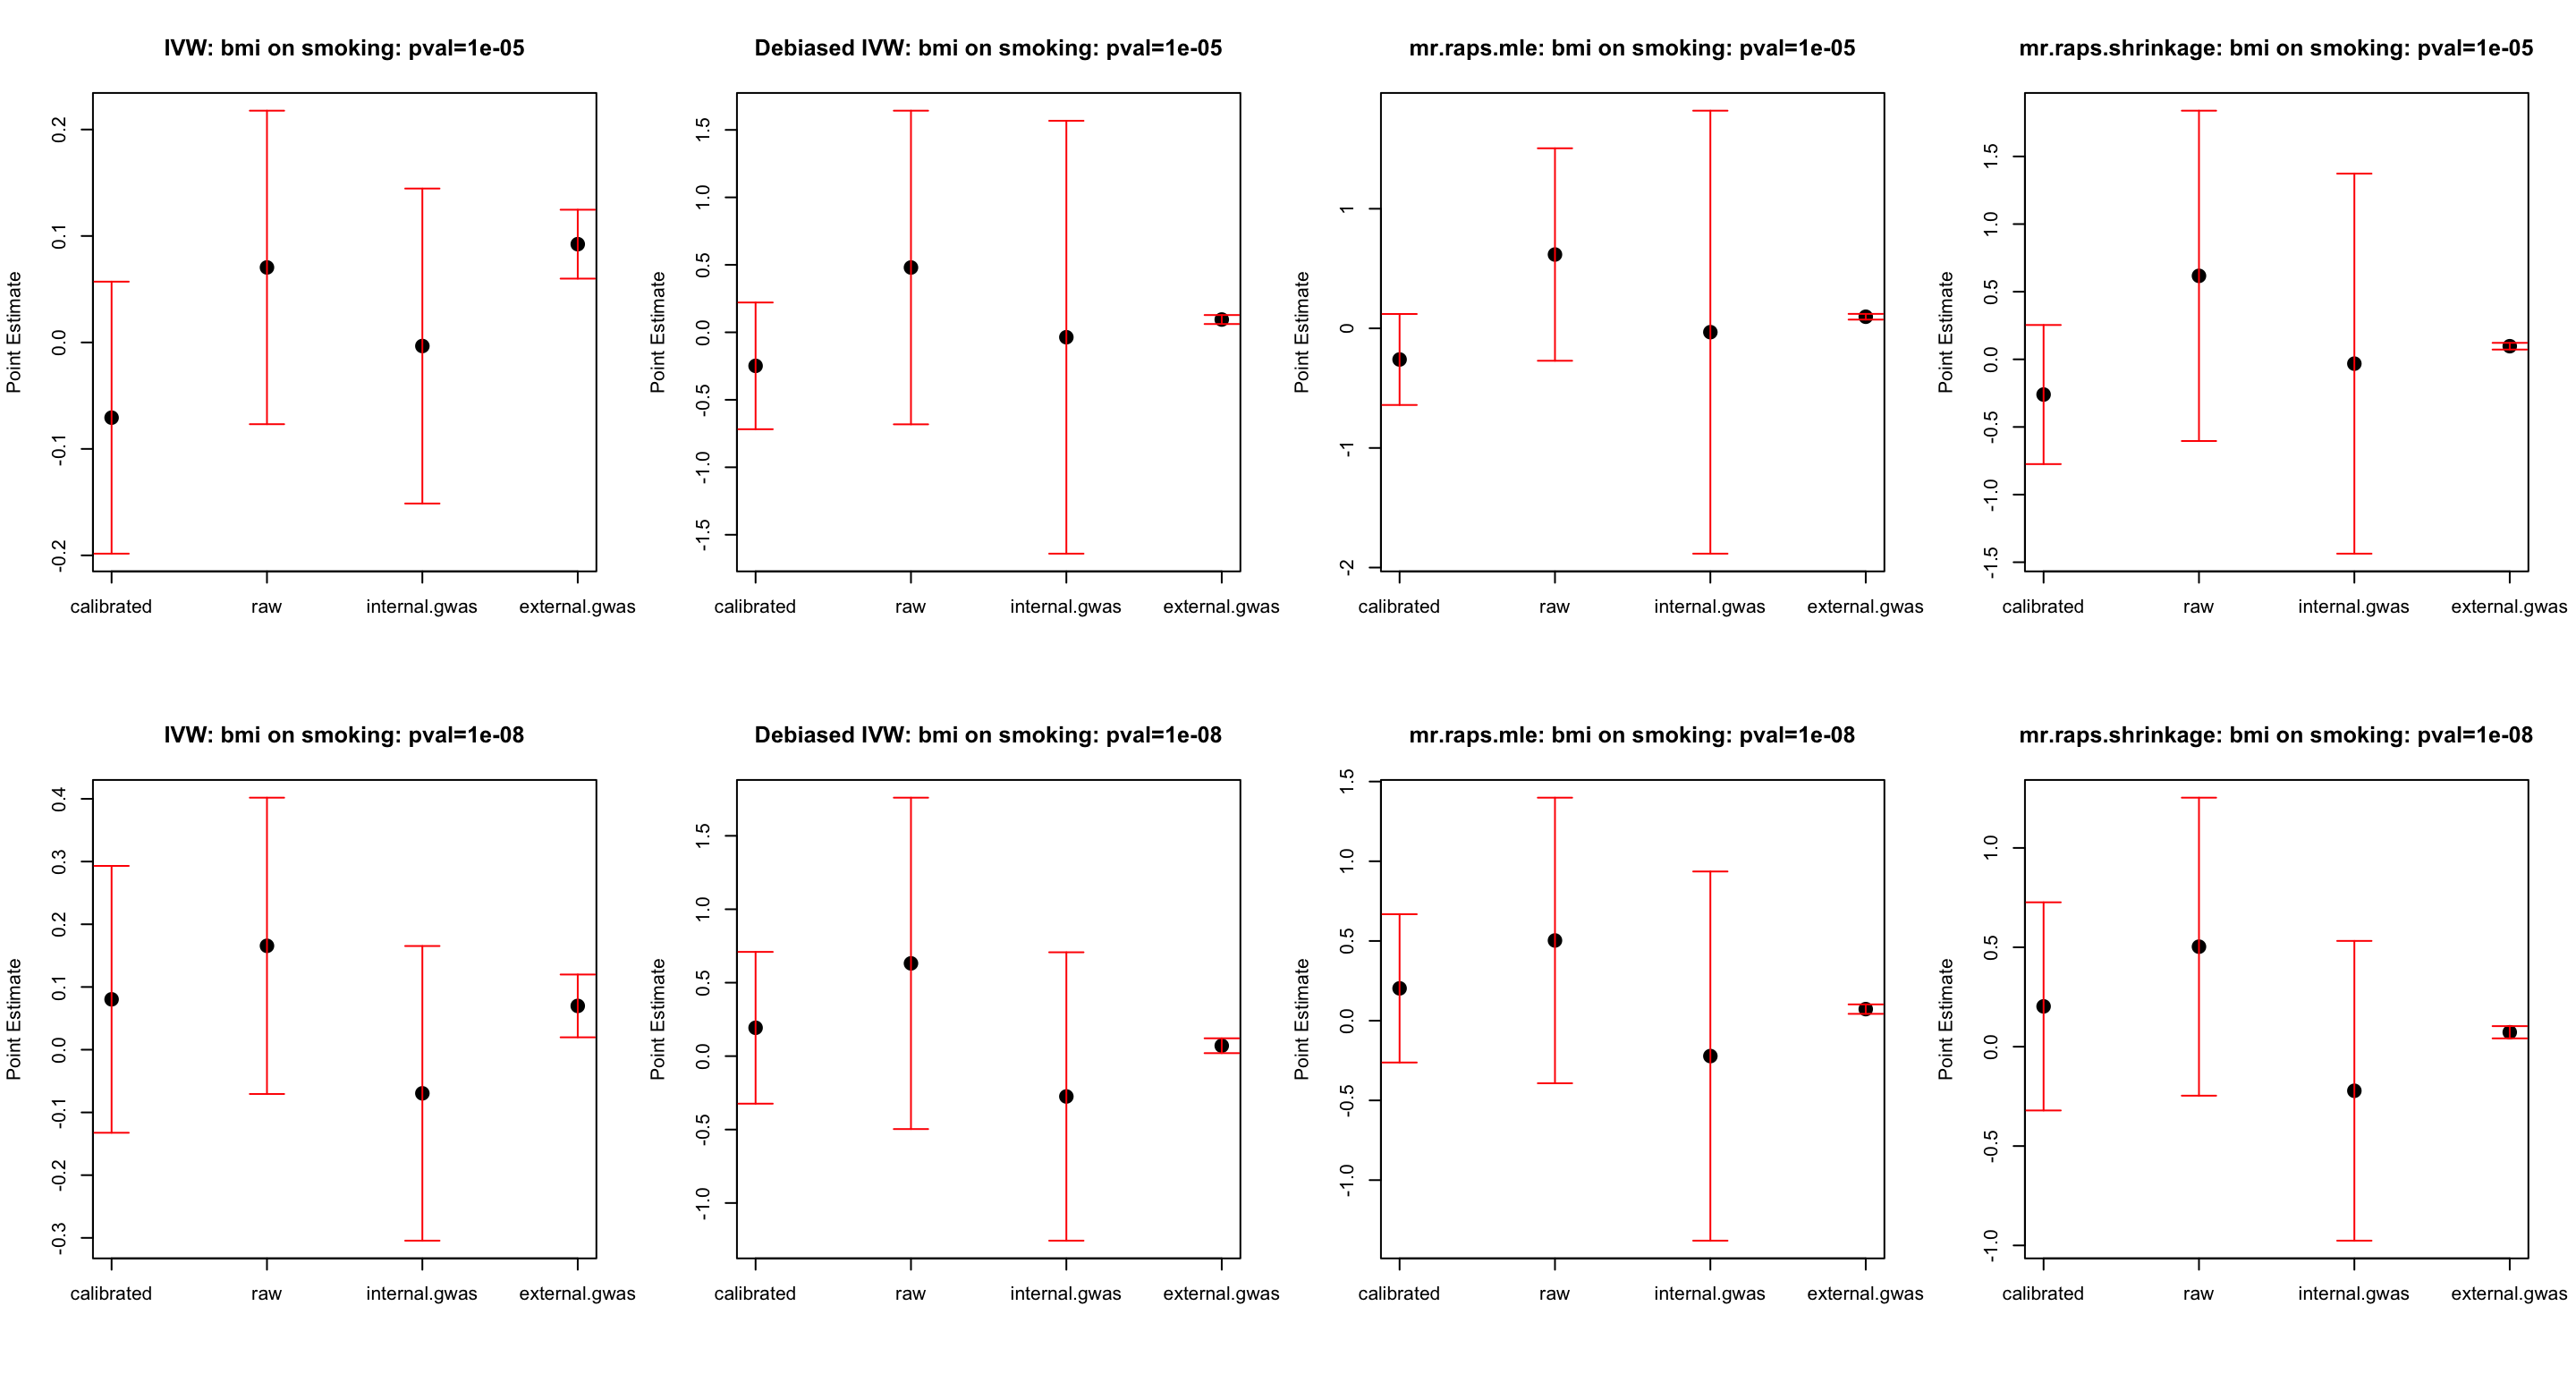 IVW: bmi on smoking: pval=1e-05
Point Estimate
0.2
0.1
0.0
-0.1
-0.2
calibrated raw internal.gwas external.gwas
Debiased IVW: bmi on smoking: pval=1e-05
Point Estimate
1.5
1.0
0.5
0.0
-0.5
-1.0
-1.5
calibrated raw internal.gwas external.gwas
mr.raps.mle: bmi on smoking: pval=1e-05
Point Estimate
1
0
-1
-2
calibrated raw internal.gwas external.gwas
mr.raps.shrinkage: bmi on smoking: pval=1e-05
Point Estimate
1.5
1.0
0.5
0.0
-0.5
-1.0
-1.5
calibrated raw internal.gwas external.gwas
IVW: bmi on smoking: pval=1e-08
Point Estimate
0.4
0.3
0.2
0.1
0.0
-0.1
-0.2
-0.3
calibrated raw internal.gwas external.gwas
Debiased IVW: bmi on smoking: pval=1e-08
Point Estimate
1.5
1.0
0.5
0.0
-0.5
-1.0
calibrated raw internal.gwas external.gwas
mr.raps.mle: bmi on smoking: pval=1e-08
Point Estimate
1.5
1.0
0.5
0.0
-0.5
-1.0
calibrated raw internal.gwas external.gwas
mr.raps.shrinkage: bmi on smoking: pval=1e-08
Point Estimate
1.0
0.5
0.0
-0.5
-1.0
calibrated raw internal.gwas external.gwas